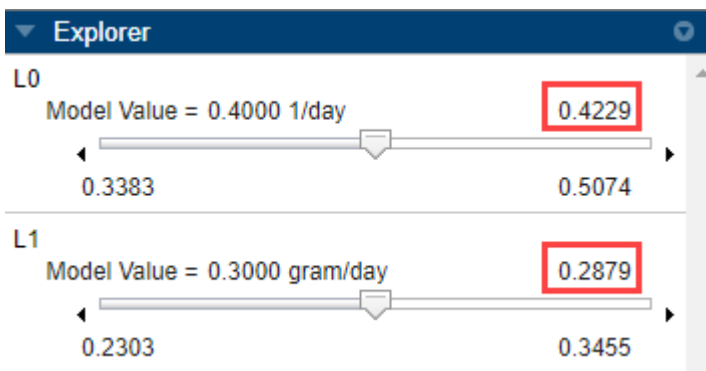 Explorer
L0
Model Value = 0.4000 1/day 0.4229
0.3383 0.5074
L1
Model Value = 0.3000 gram/day 0.2879
0.2303 0.3455